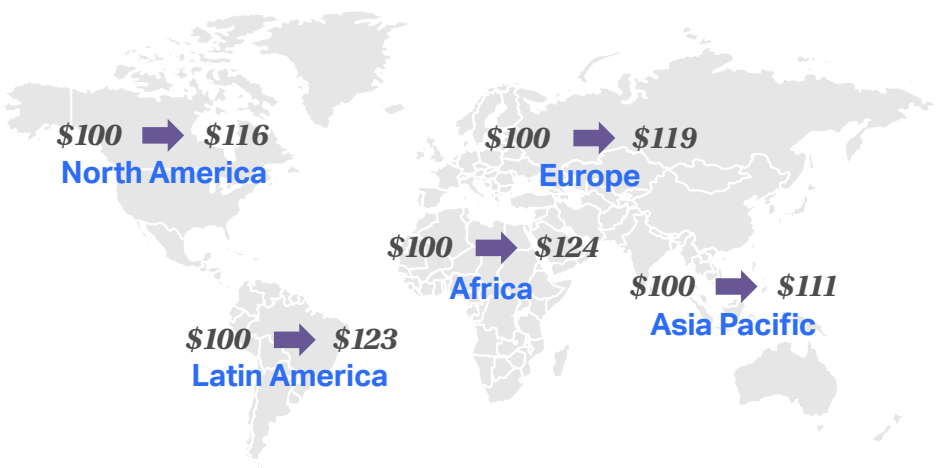 $100 $116
North America
$100 $119
Europe
$100 $124
Africa
$100 $111
Asia Pacific
$100 $123
Latin America